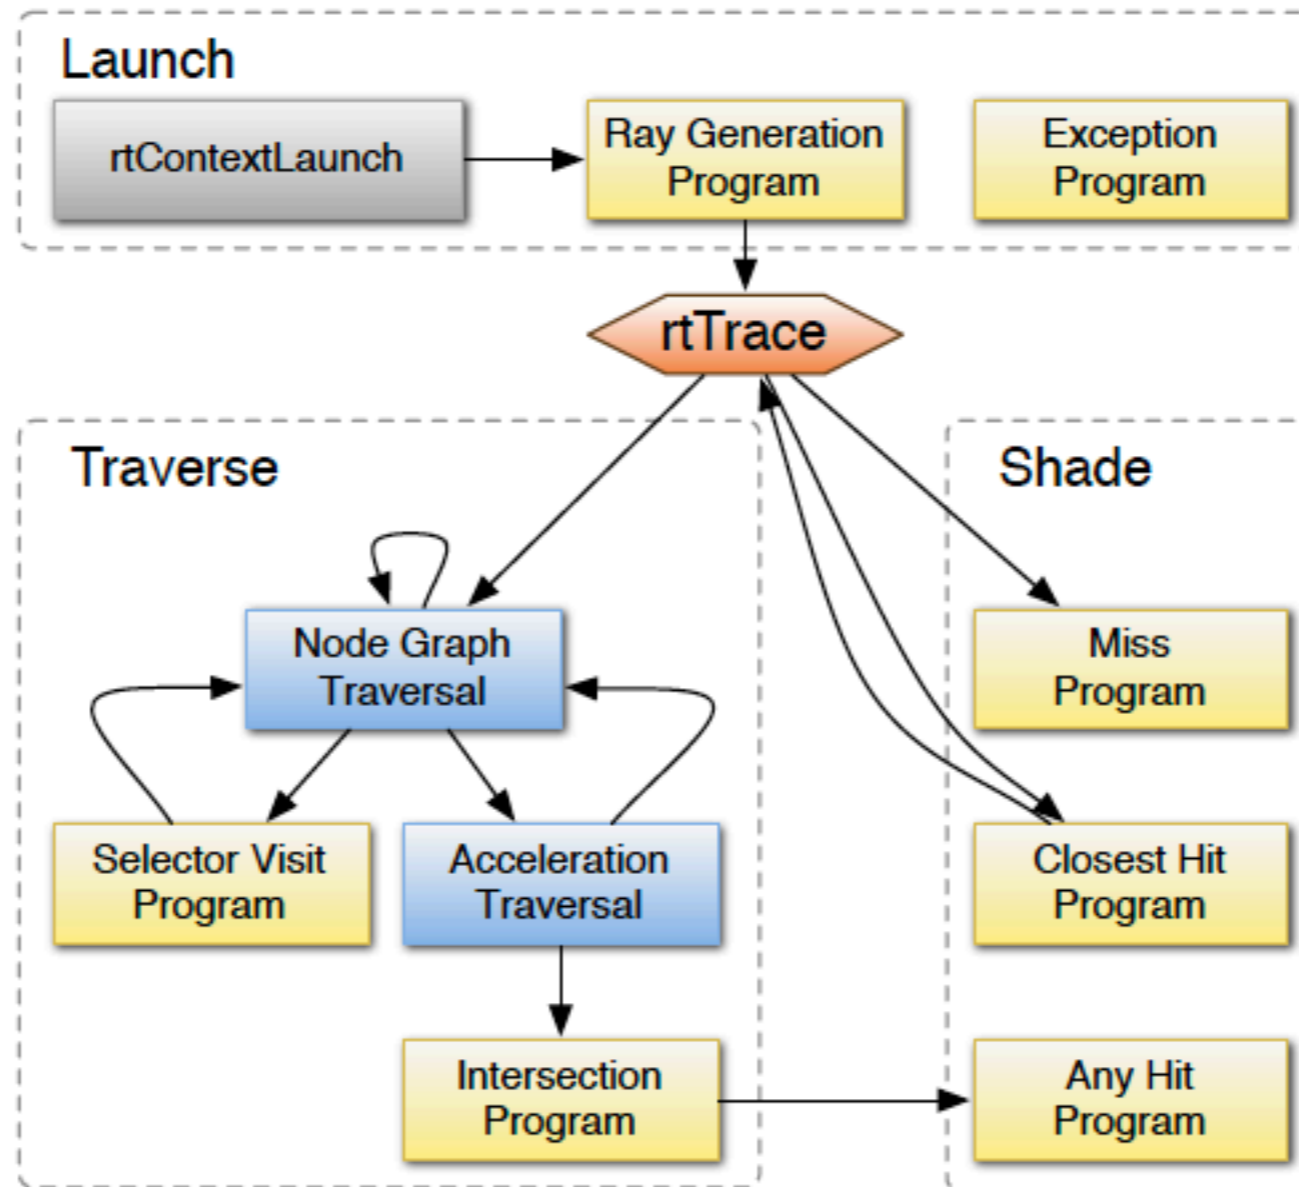 Launch
rtContextLaunch
Ray Generation
Program
Exception
Program
rtTrace
Traverse
Shade
Node Graph
Traversal
Miss
Program
Selector Visit
Program
Acceleration
Traversal
Closest Hit
Program
Intersection
Program
Any Hit
Program